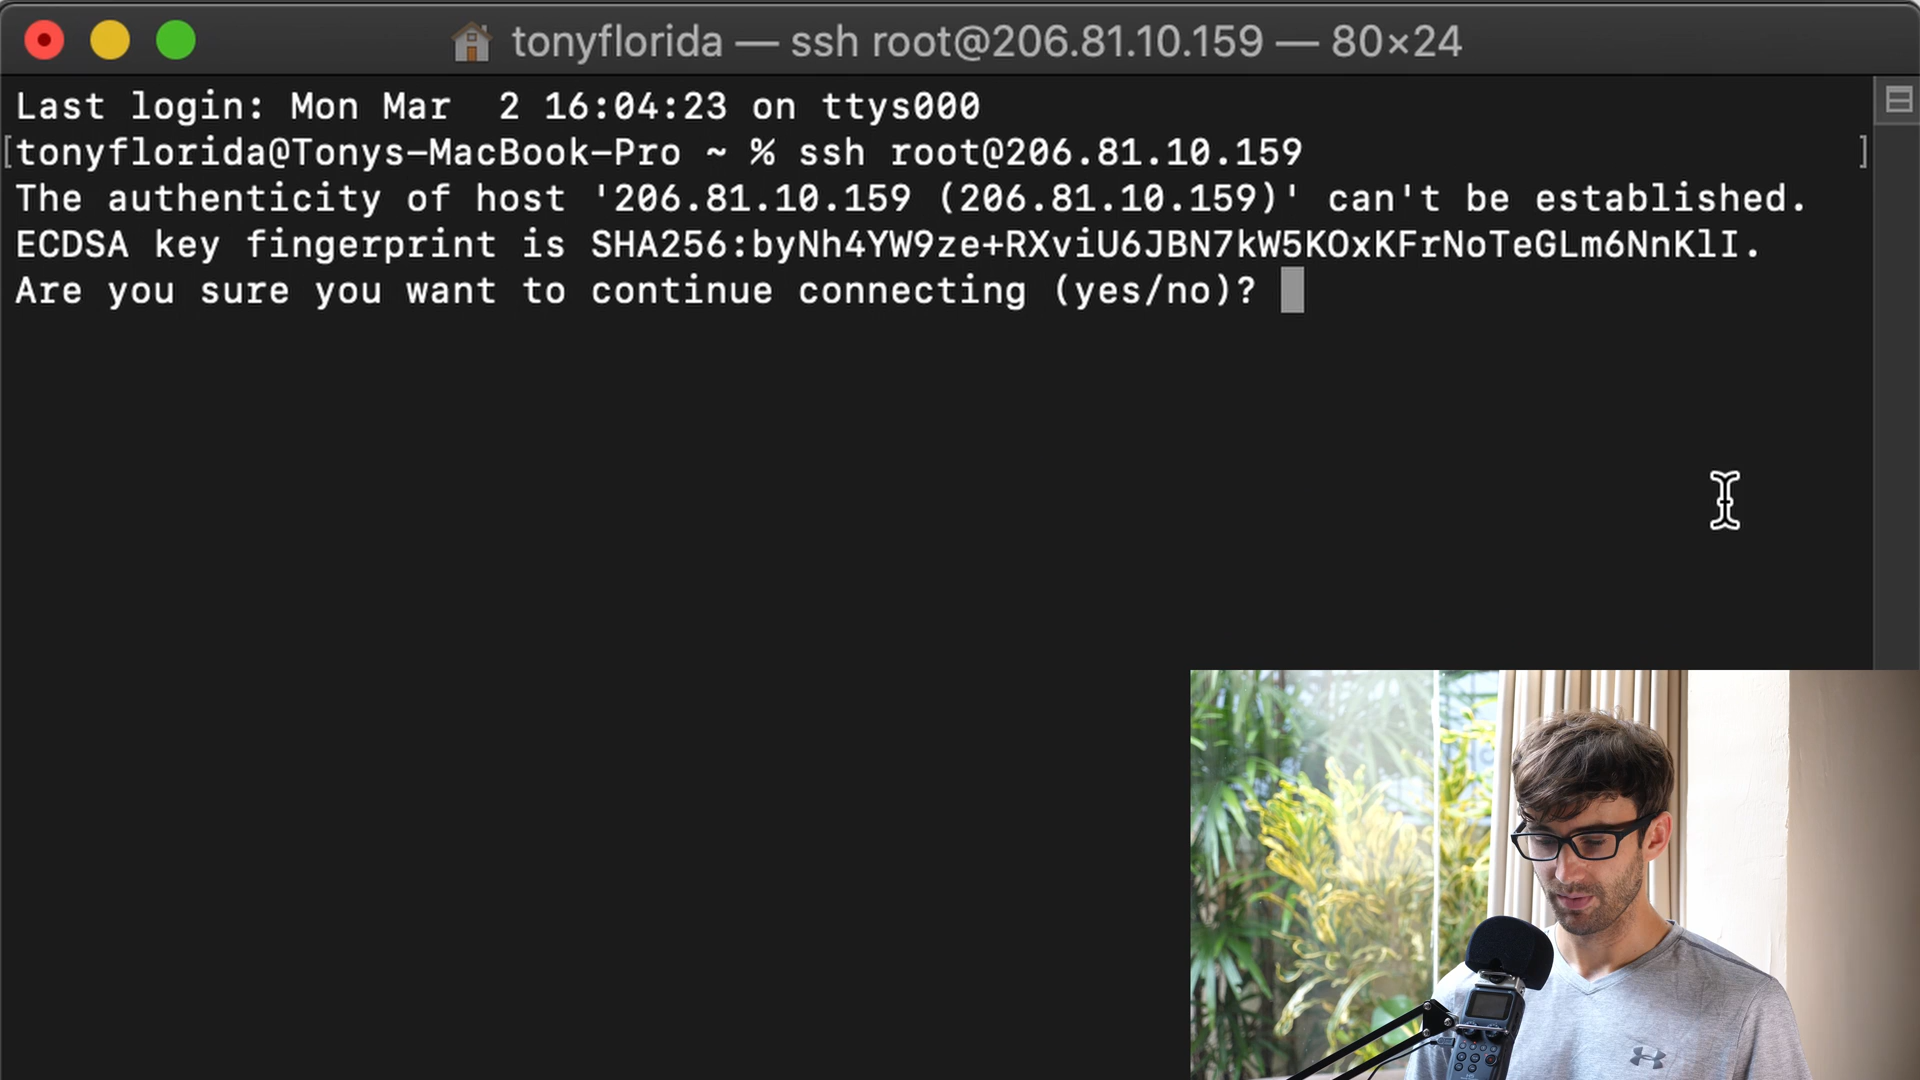 tonyflorida — ssh root@206.81.10.159 — 80×24
Last login: Mon Mar  2 16:04:23 on ttys000
[tonyflorida@Tonys-MacBook-Pro ~ % ssh root@206.81.10.159 ]
The authenticity of host '206.81.10.159 (206.81.10.159)' can't be established.
ECDSA key fingerprint is SHA256:byNh4YW9ze+RXviU6JBN7kW5KOxKFrNoTeGLm6NnKlI.
Are you sure you want to continue connecting (yes/no)?